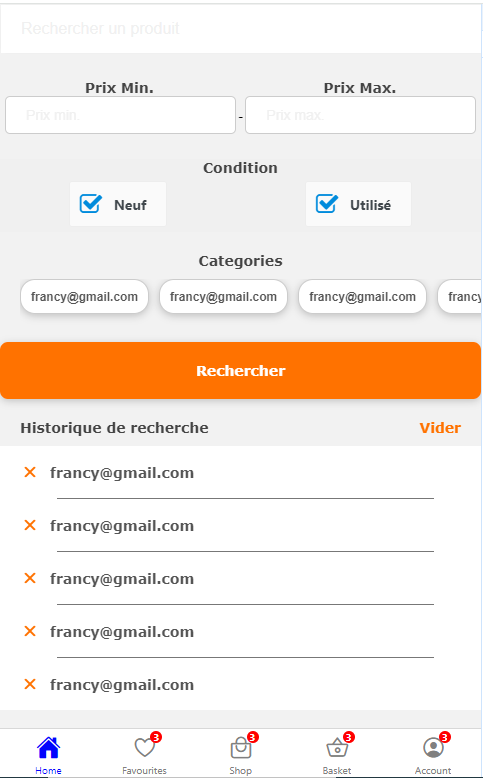 Rechercher un produit
Prix Min. Prix Max.
Prix min. - Prix max.
Condition
Neuf Utilisé
Categories
francy@gmail.com francy@gmail.com francy@gmail.com francy
Rechercher
Historique de recherche Vider
× francy@gmail.com
× francy@gmail.com
× francy@gmail.com
× francy@gmail.com
× francy@gmail.com
3 3 3 3
Home Favourites Shop Basket Account